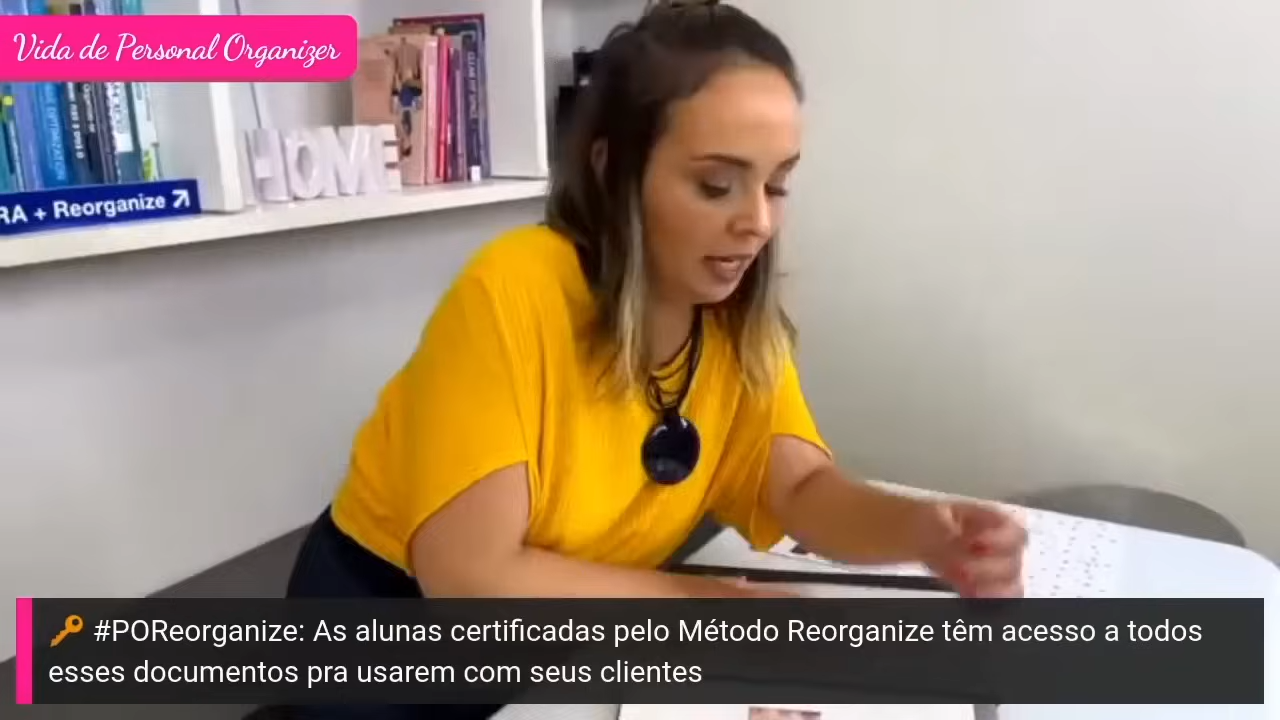 Vida de Personal Organizer
HOME
RA + Reorganize
🔑 #POReorganize: As alunas certificadas pelo Método Reorganize têm acesso a todos
esses documentos pra usarem com seus clientes